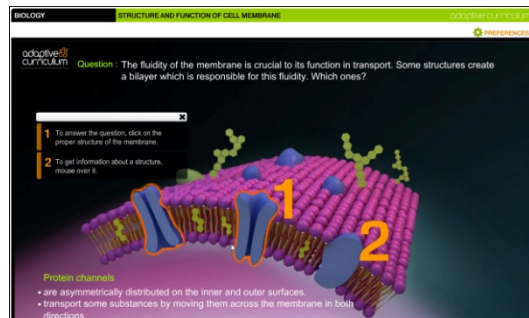 BIOLOGY
STRUCTURE AND FUNCTION OF CELL MEMBRANE
adaptive curriculum
PREFERENCES
adaptive
curriculum
Question : The fluidity of the membrane is crucial to its function in transport. Some structures create
a bilayer which is responsible for this fluidity. Which ones?
1 To answer the question, click on the
proper structure of the membrane.
2 To get information about a structure,
mouse over it.
1
2
Protein channels
• are asymmetrically distributed on the inner and outer surfaces.
• transport some substances by moving them across the membrane in both
directions.